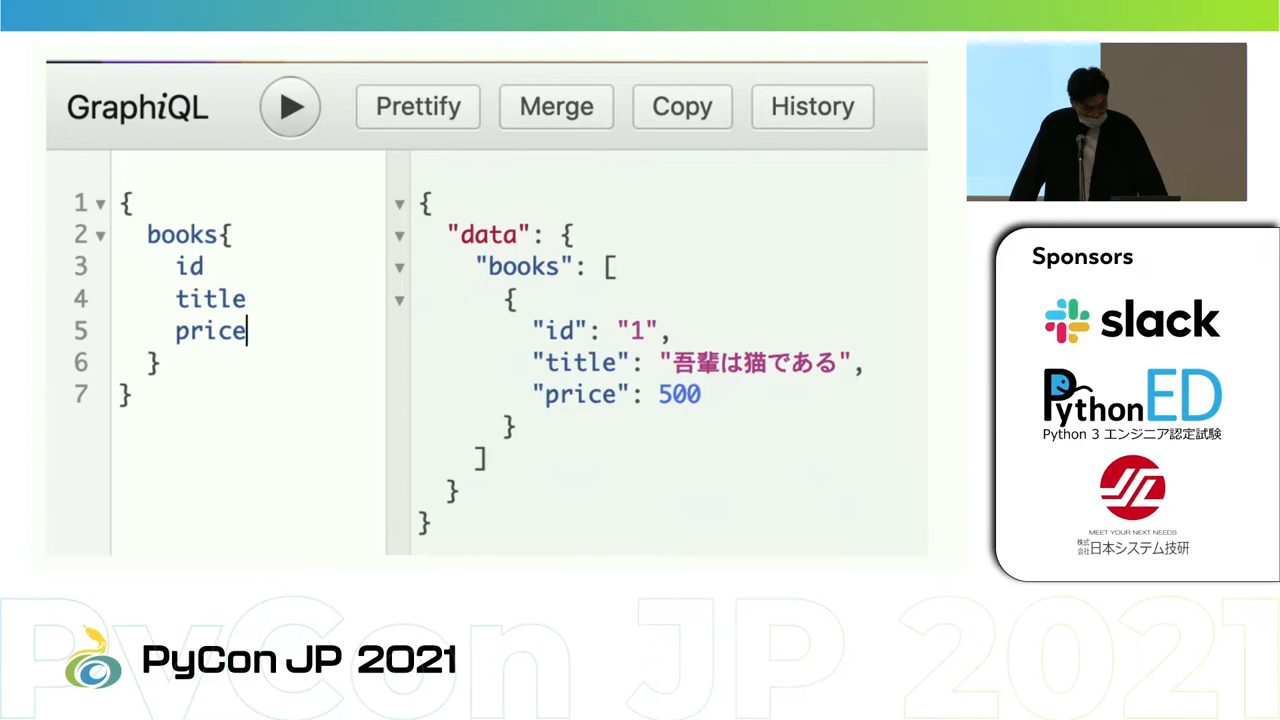 GraphiQL
Prettify
Merge
Copy
History
1
{
2
books{
3
id
4
title
5
price
6
}
7
}
{
"data": {
"books": [
{
"id": "1",
"title": "吾輩は猫である",
"price": 500
}
]
}
}
Sponsors
slack
PythonED
Python 3 エンジニア認定試験
MEET YOUR NEXT NEEDS
株式会社日本システム技研
PyCon JP 2021
PyCon JP 2021